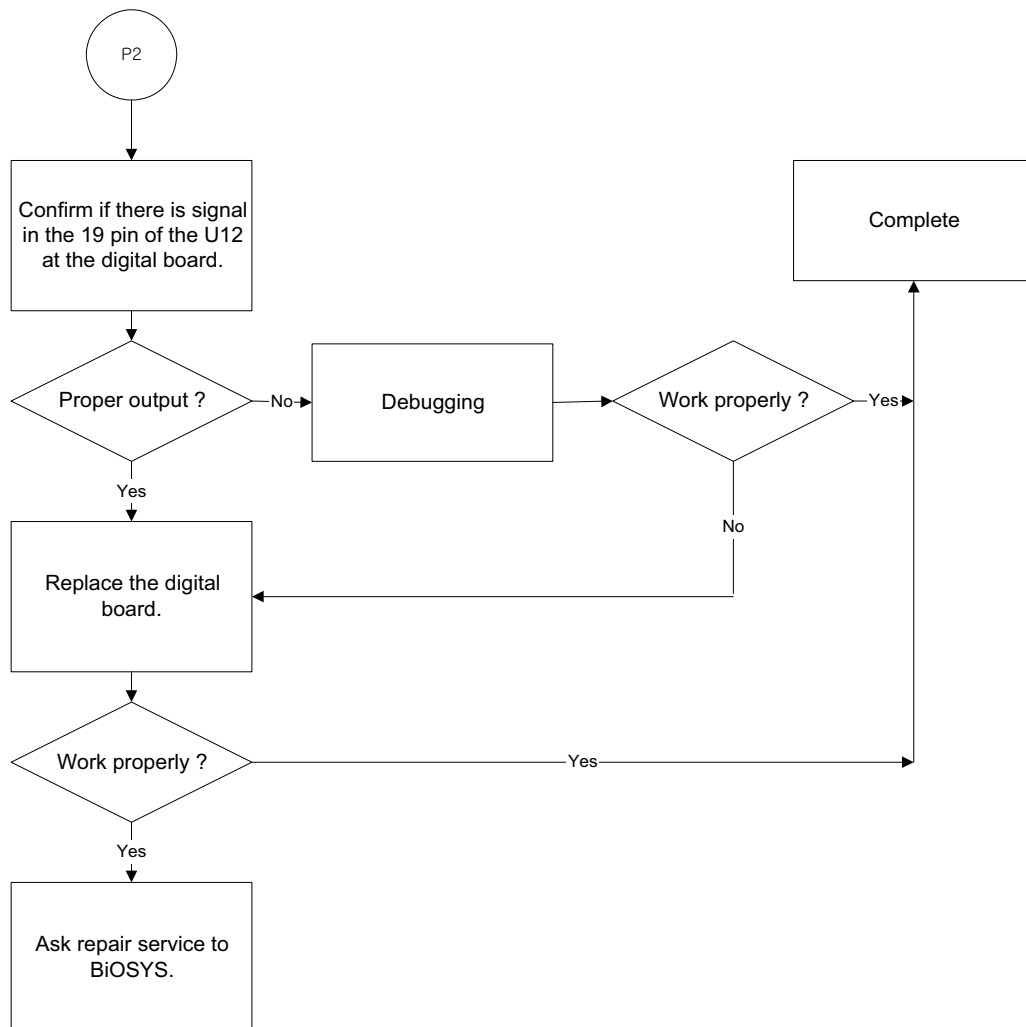 P2
Confirm if there is signal
in the 19 pin of the U12
at the digital board.
Complete
Proper output ?
No
Debugging
Work properly ?
Yes
Yes
No
Replace the digital
board.
Work properly ?
Yes
Yes
Ask repair service to
BiOSYS.